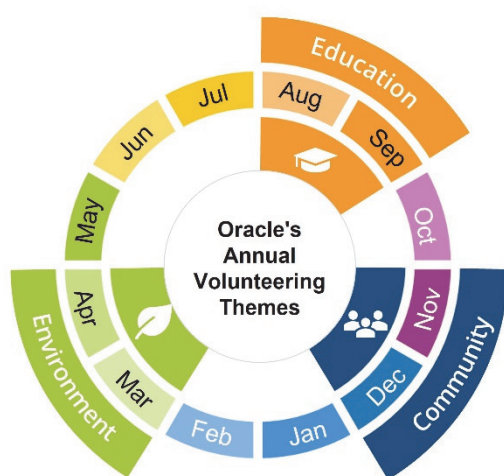 Education
Jul
Aug
Jun
Sep
May
Oct
Oracle's
Annual
Volunteering
Themes
Apr
Nov
Environment
Community
Mar
Dec
Feb
Jan